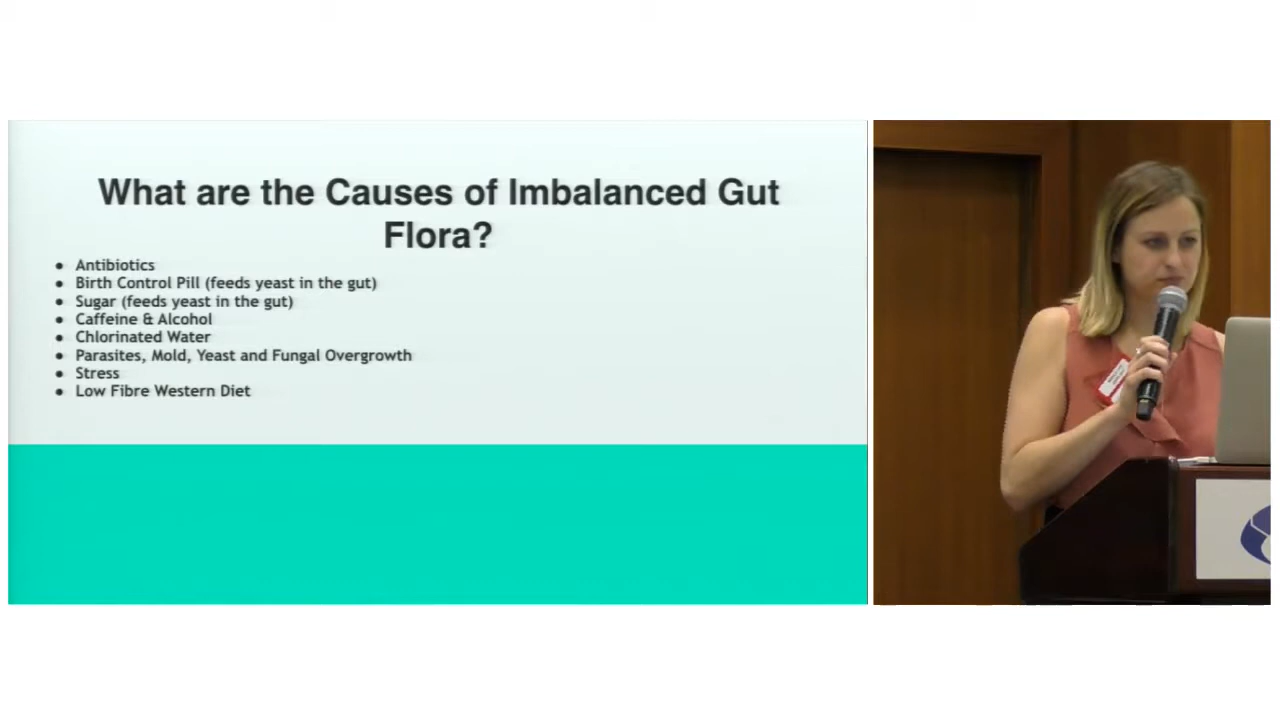 What are the Causes of Imbalanced Gut
Flora?
• Antibiotics
• Birth Control Pill (feeds yeast in the gut)
• Sugar (feeds yeast in the gut)
• Caffeine & Alcohol
• Chlorinated Water
• Parasites, Mold, Yeast and Fungal Overgrowth
• Stress
• Low Fibre Western Diet